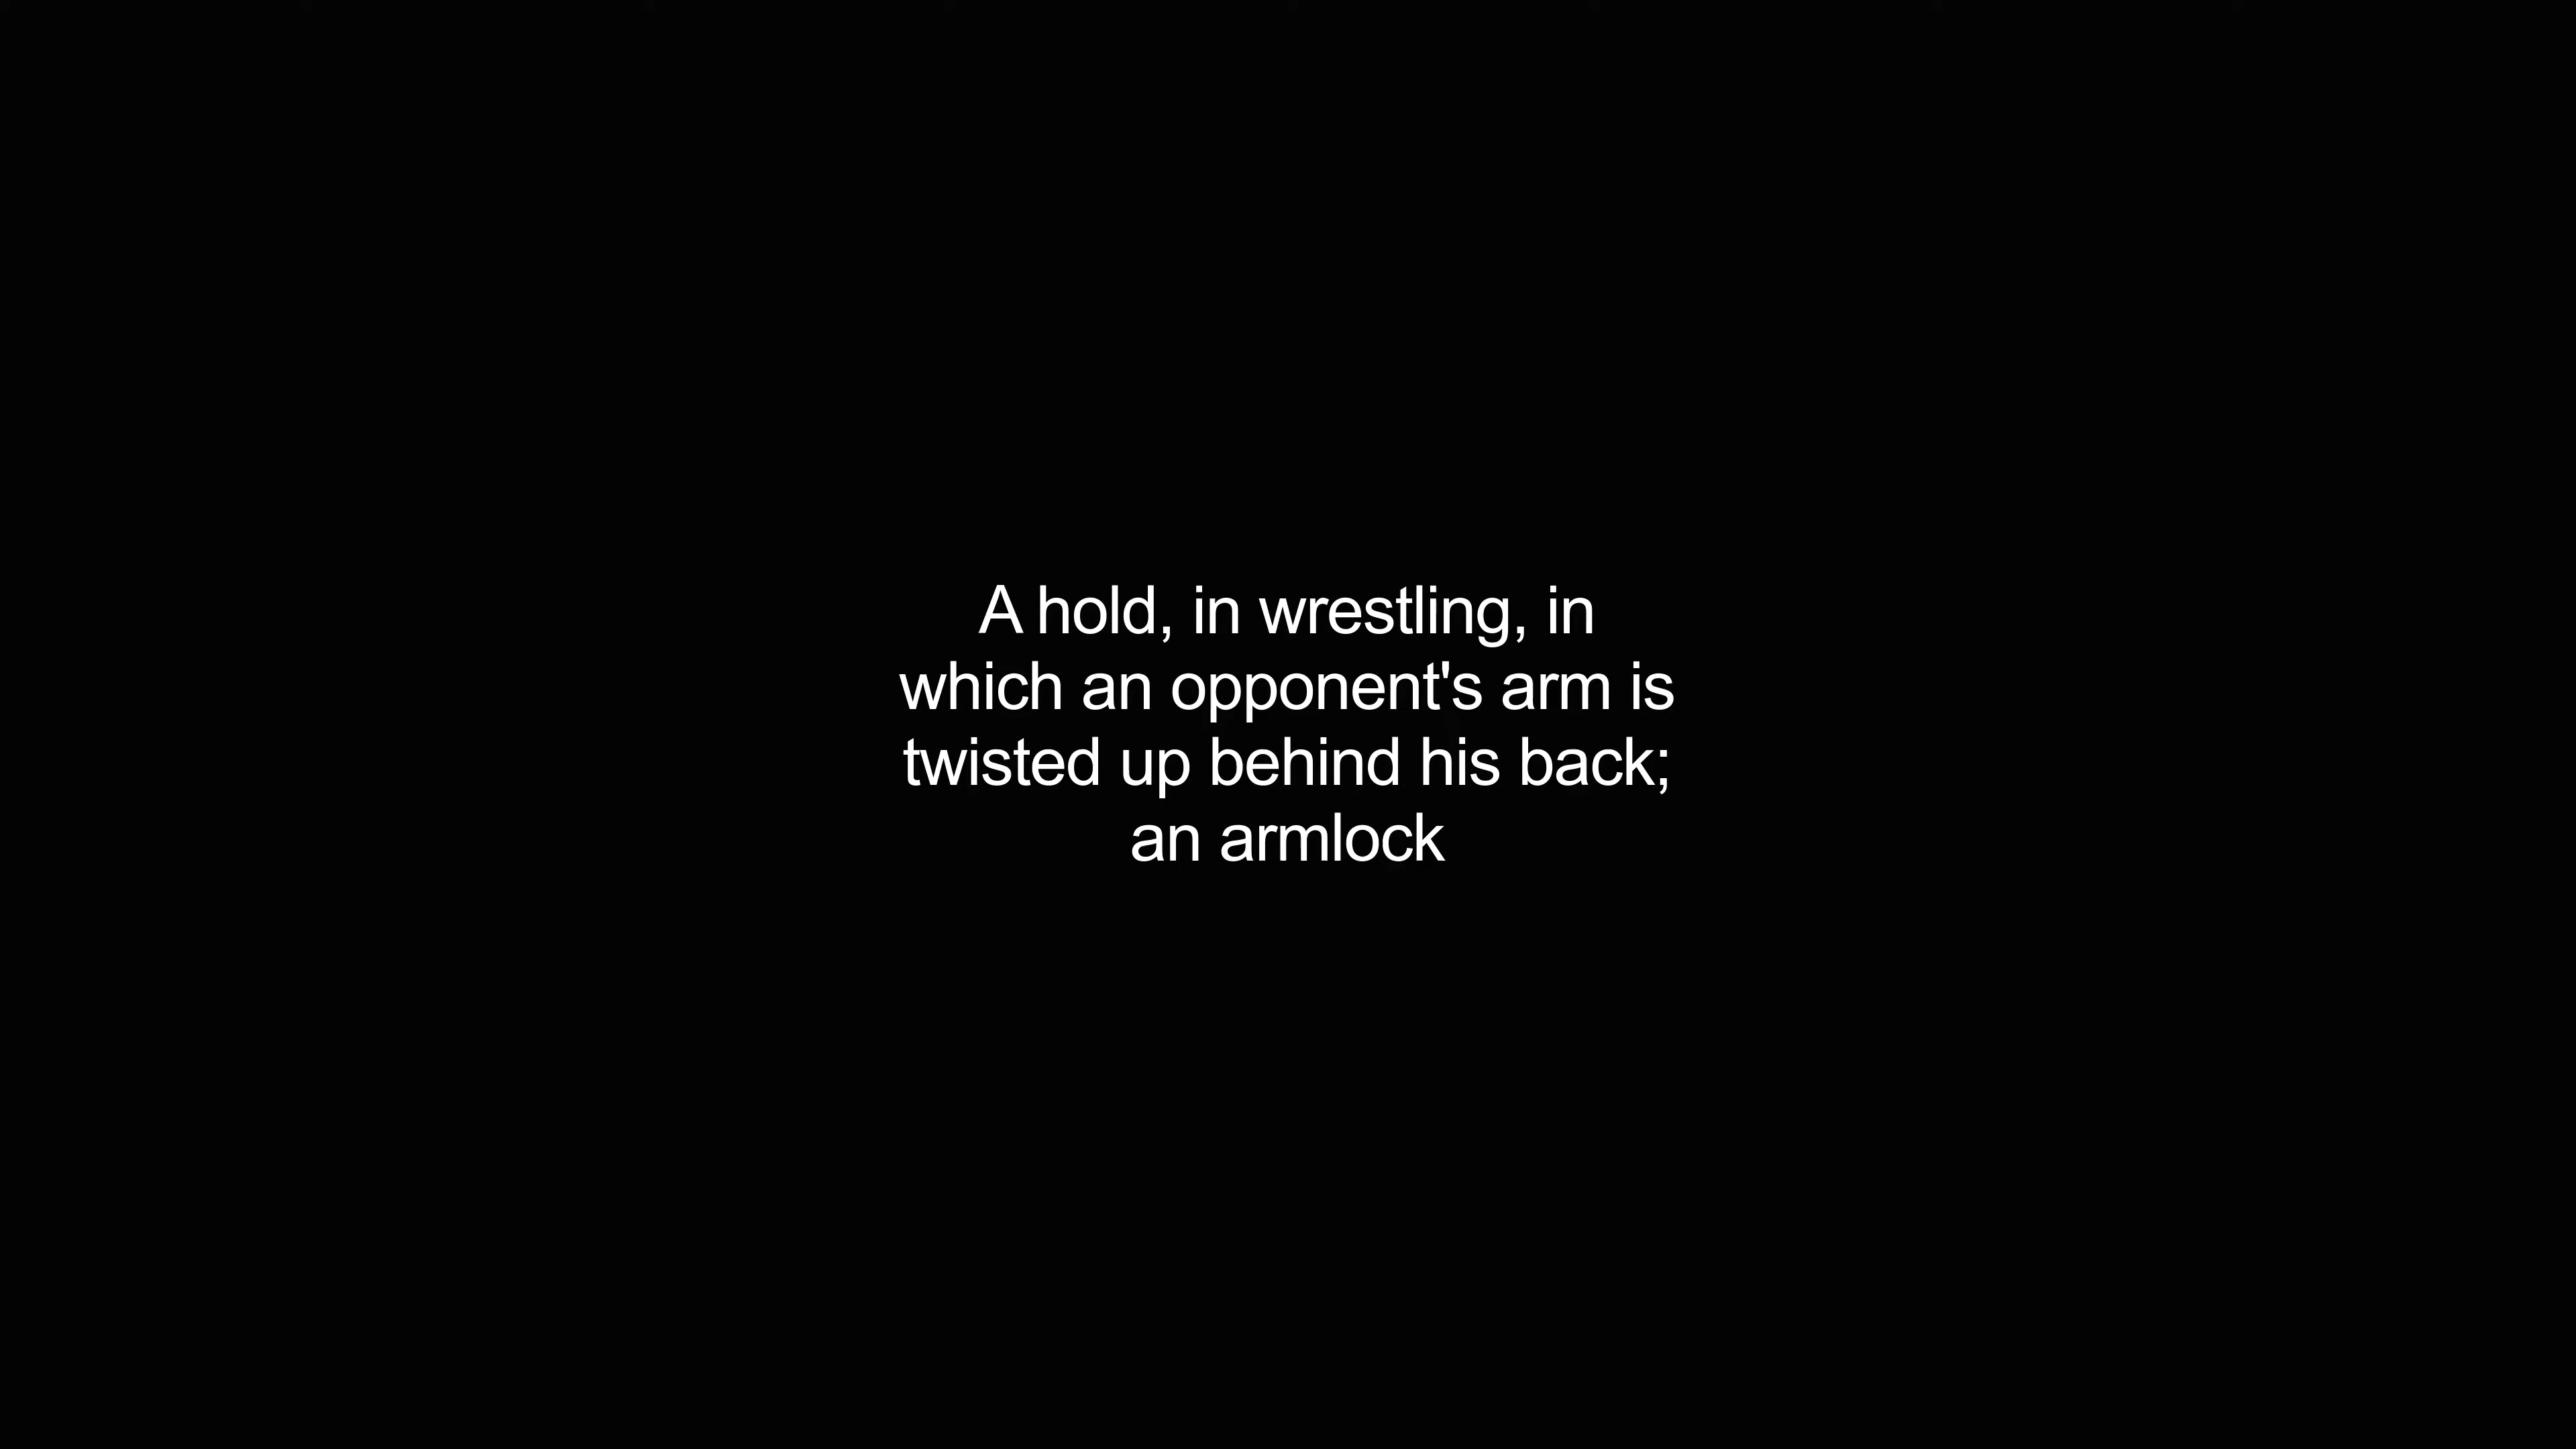 A hold, in wrestling, in
which an opponent's arm is
twisted up behind his back;
an armlock